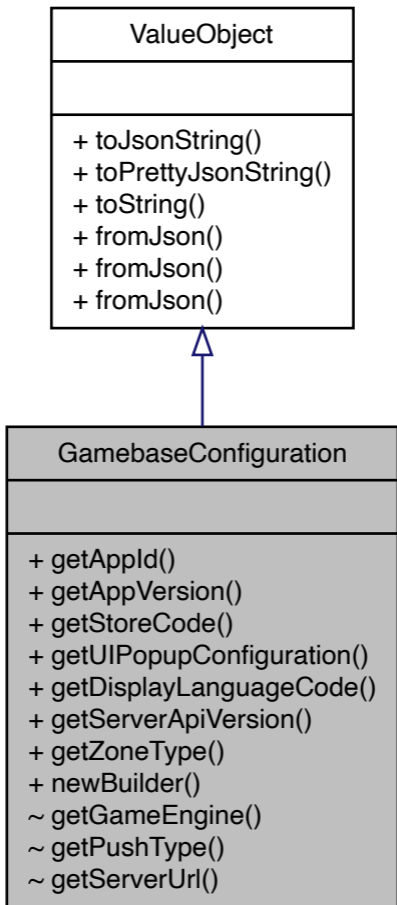 ValueObject
+ toJsonString()
+ toPrettyJsonString()
+ toString()
+ fromJson()
+ fromJson()
+ fromJson()
GamebaseConfiguration
+ getAppId()
+ getAppVersion()
+ getStoreCode()
+ getUIPopupConfiguration()
+ getDisplayLanguageCode()
+ getServerApiVersion()
+ getZoneType()
+ newBuilder()
~ getGameEngine()
~ getPushType()
~ getServerUrl()